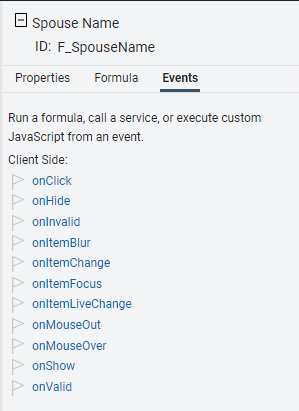 Spouse Name
ID: F_SpouseName
Properties Formula Events
Run a formula, call a service, or execute custom
JavaScript from an event.
Client Side:
onClick
onHide
onInvalid
onItemBlur
onItemChange
onItemFocus
onItemLiveChange
onMouseOut
onMouseOver
onShow
onValid